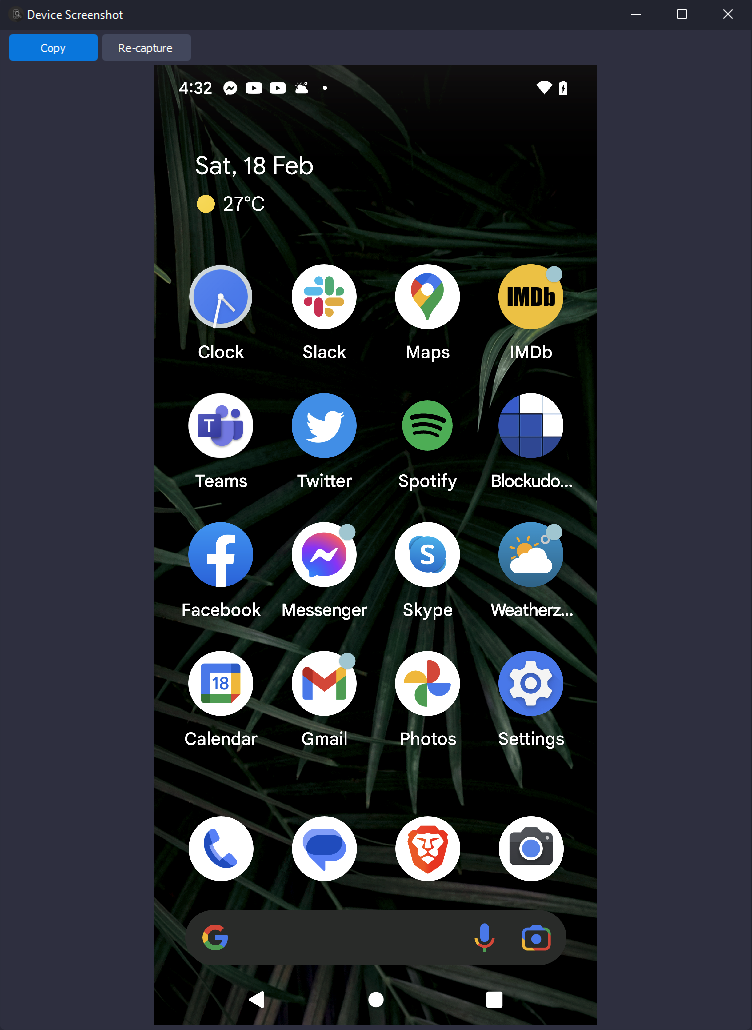 Device Screenshot
Copy
Re-capture
4:32
Sat, 18 Feb
27°C
IMDb
Clock
Slack
Maps
IMDb
T
Teams
Twitter
Spotify
Blockudo...
S
Facebook
Messenger
Skype
Weatherz...
18
Calendar
Gmail
Photos
Settings